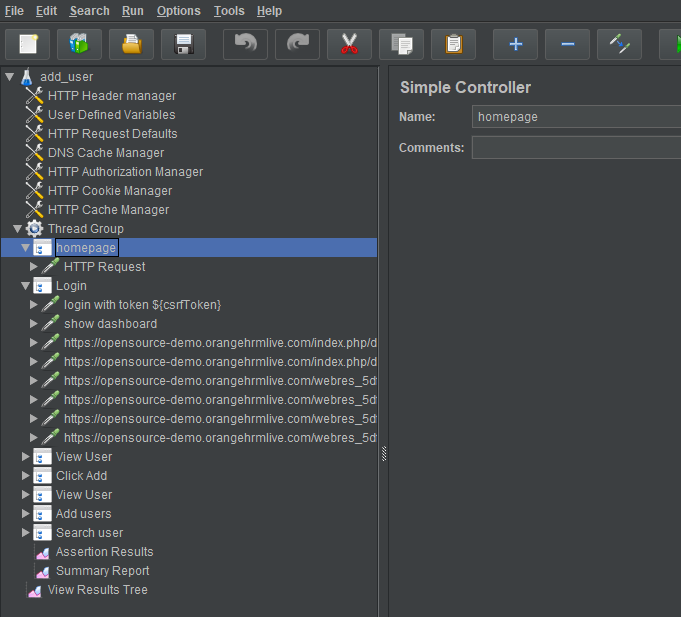 File Edit Search Run Options Tools Help
add_user
HTTP Header manager
User Defined Variables
HTTP Request Defaults
DNS Cache Manager
HTTP Authorization Manager
HTTP Cookie Manager
HTTP Cache Manager
Thread Group
homepage
HTTP Request
Login
login with token ${csrfToken}
show dashboard
https://opensource-demo.orangehrmlive.com/index.php/d
https://opensource-demo.orangehrmlive.com/index.php/d
https://opensource-demo.orangehrmlive.com/webres_5d
https://opensource-demo.orangehrmlive.com/webres_5d
https://opensource-demo.orangehrmlive.com/webres_5d
https://opensource-demo.orangehrmlive.com/webres_5d
View User
Click Add
View User
Add users
Search user
Assertion Results
Summary Report
View Results Tree
Simple Controller
Name: homepage
Comments: